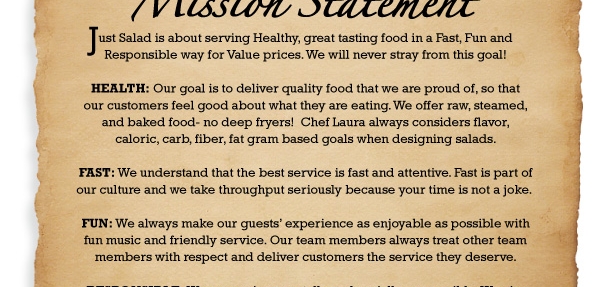 Mission Statement
Just Salad is about serving Healthy, great tasting food in a Fast, Fun and
Responsible way for Value prices. We will never stray from this goal!
HEALTH: Our goal is to deliver quality food that we are proud of, so that
our customers feel good about what they are eating. We offer raw, steamed,
and baked food- no deep fryers! Chef Laura always considers flavor,
caloric, carb, fiber, fat gram based goals when designing salads.
FAST: We understand that the best service is fast and attentive. Fast is part of
our culture and we take throughput seriously because your time is not a joke.
FUN: We always make our guests' experience as enjoyable as possible with
fun music and friendly service. Our team members always treat other team
members with respect and deliver customers the service they deserve.